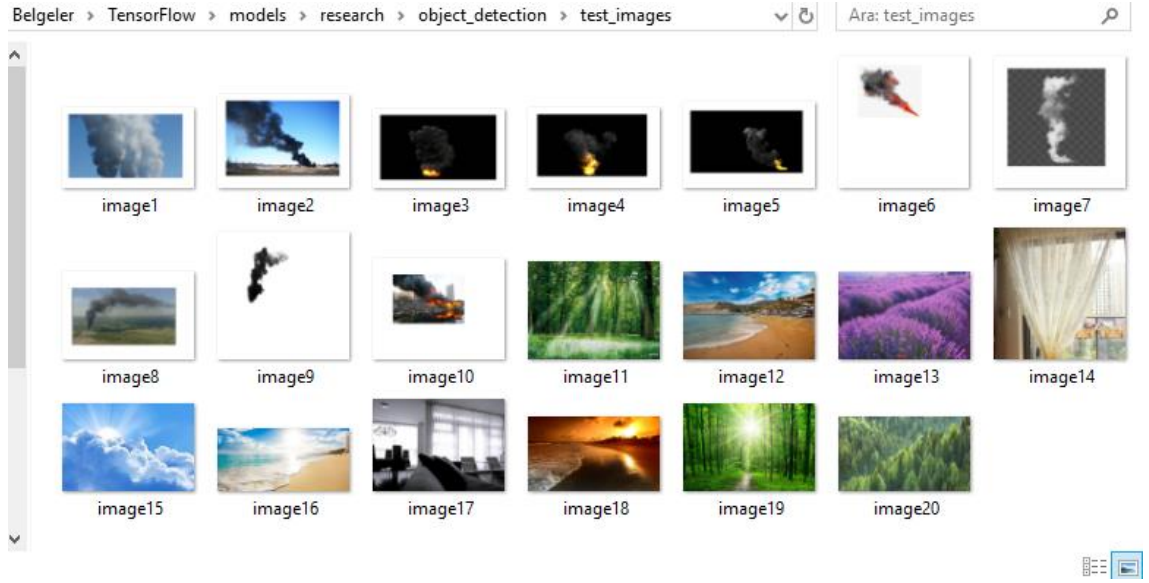 Belgeler > TensorFlow > models > research > object_detection > test_images
Ara: test_images
image1 image2 image3 image4 image5 image6 image7
image8 image9 image10 image11 image12 image13 image14
image15 image16 image17 image18 image19 image20